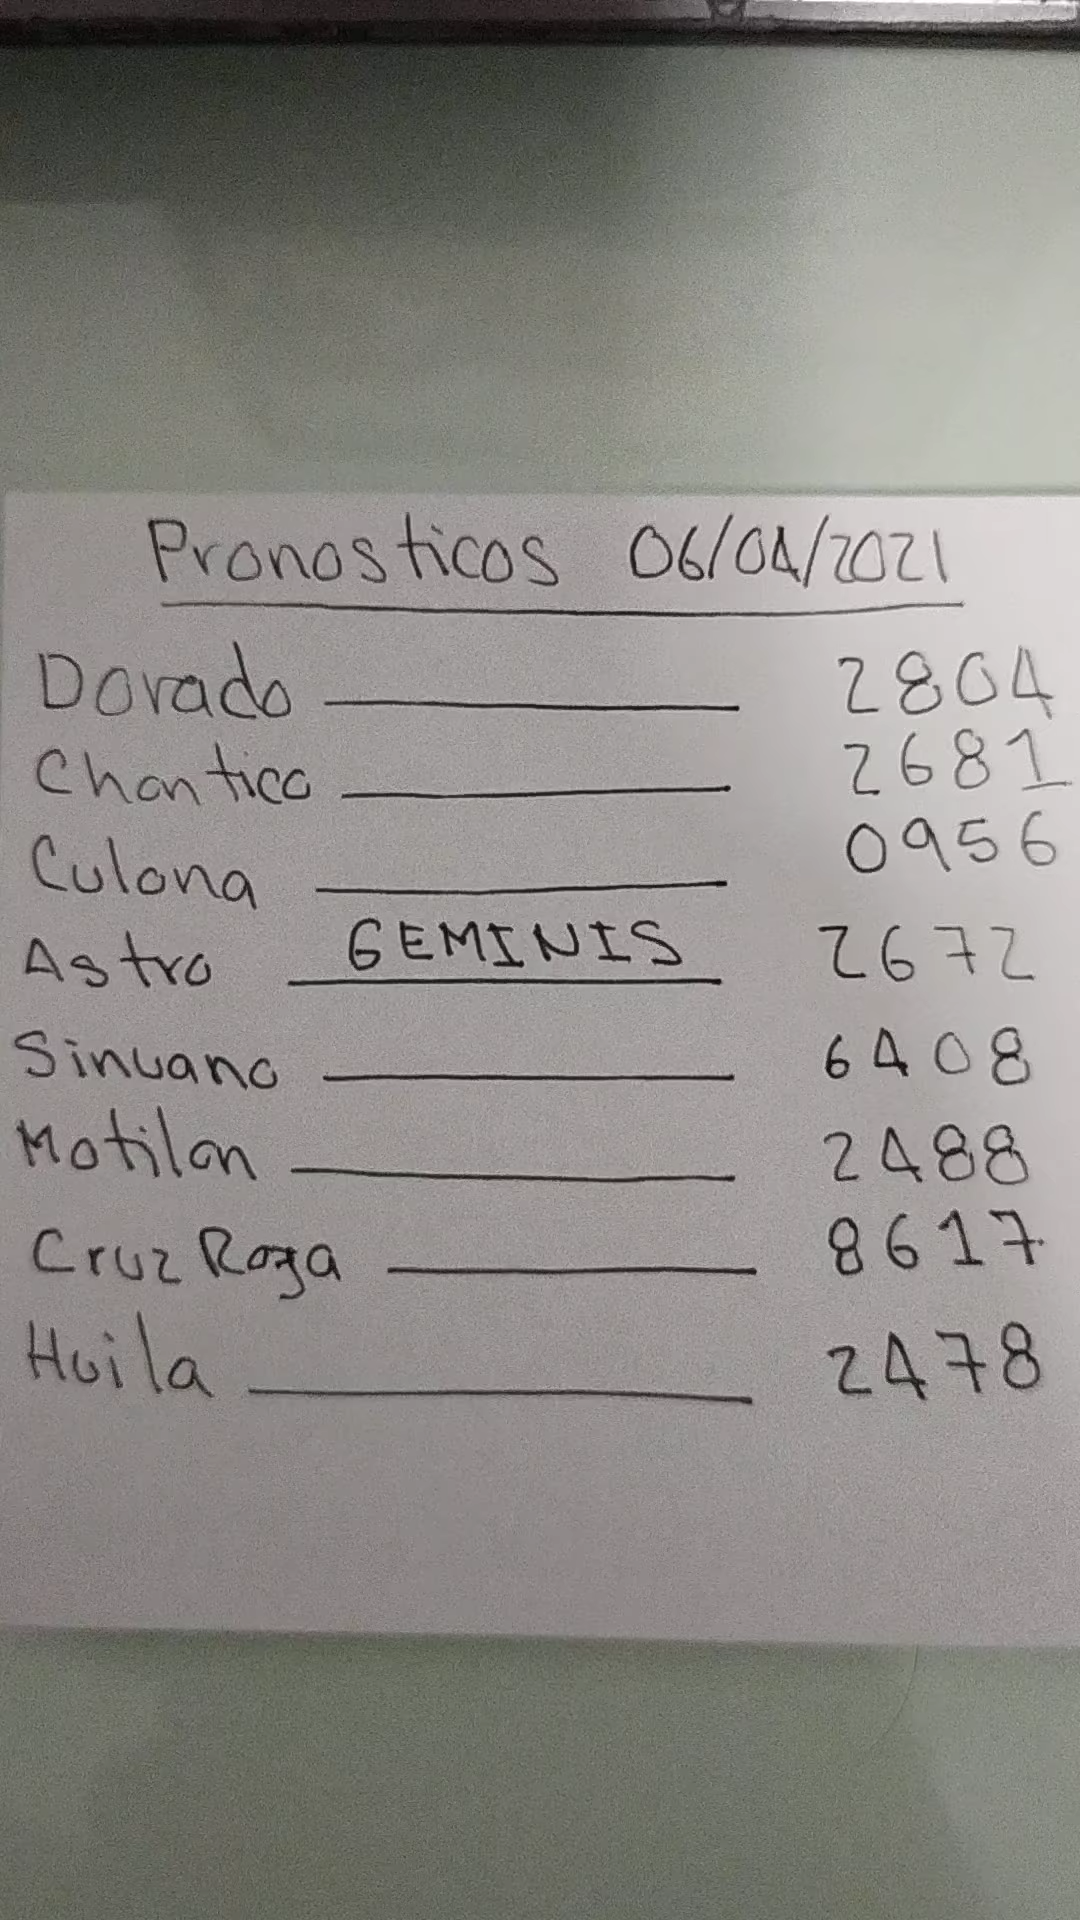 Pronosticos 06/04/2021
Dorado 2804
Chontico 2681
Culona 0956
Astro GEMINIS 2672
Sinuano 6408
Motilon 2488
Cruz Roja 8617
Huila 2478